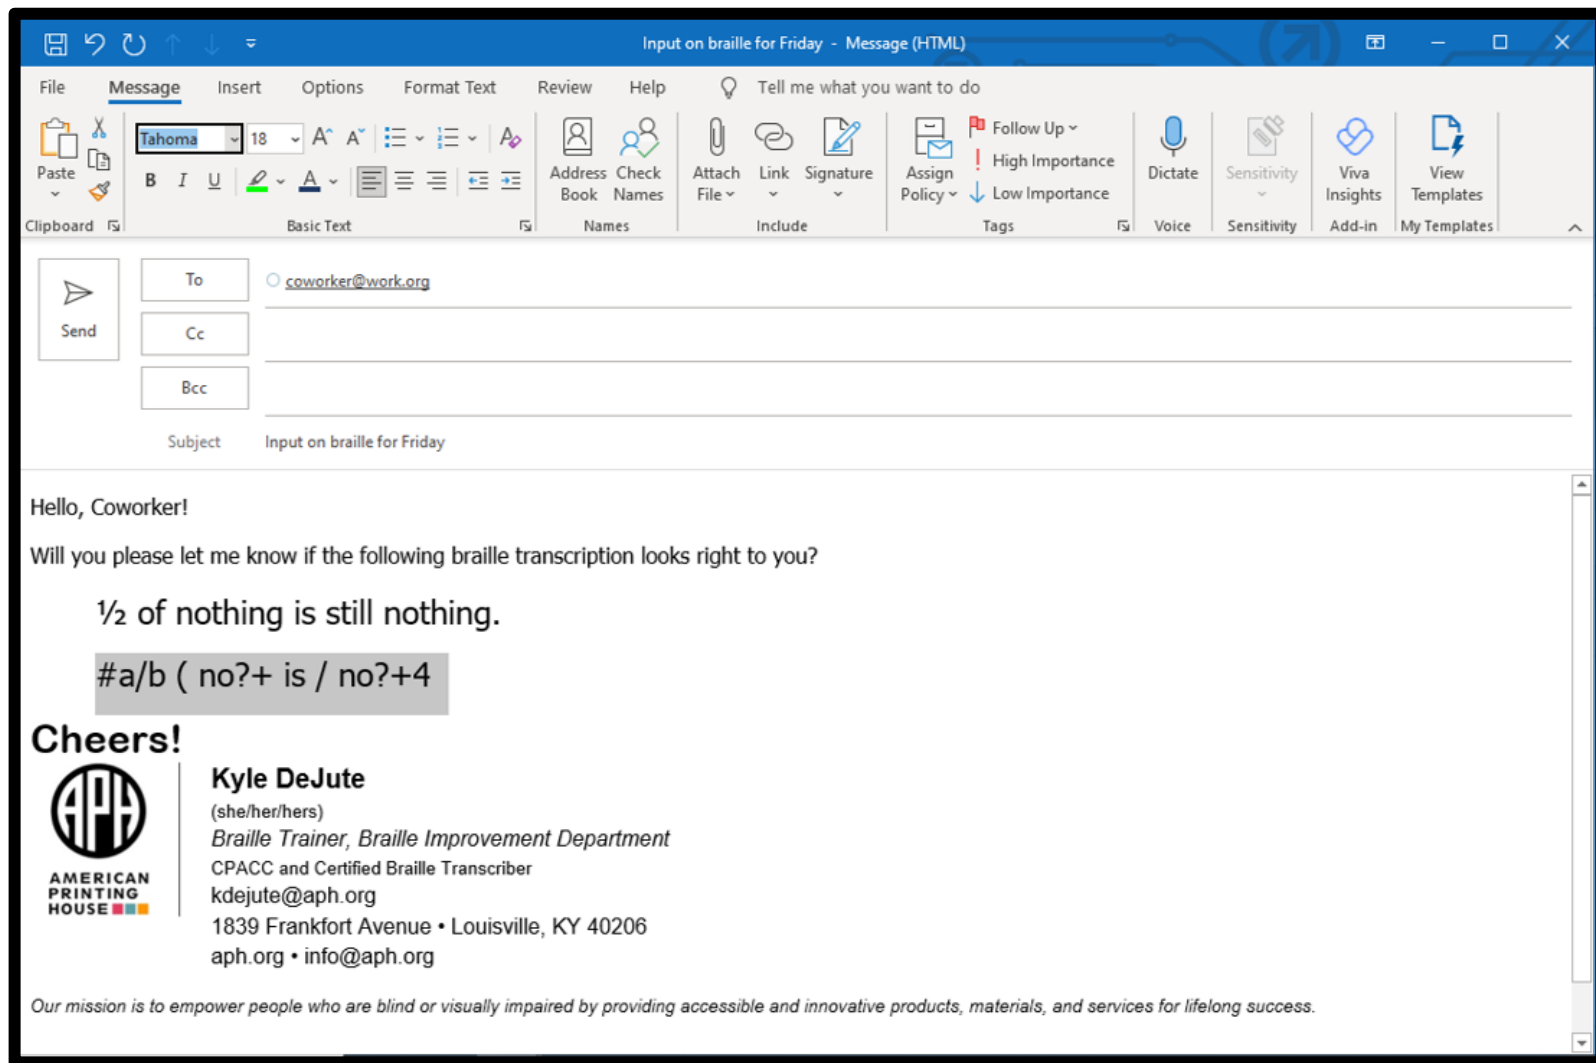 Input on braille for Friday - Message (HTML)
File Message Insert Options Format Text Review Help Tell me what you want to do
Tahoma 18
Paste
B I U
Address Book
Check Names
Attach File
Link
Signature
Assign Policy
Follow Up
High Importance
Low Importance
Dictate
Sensitivity
Viva Insights
View Templates
Clipboard Basic Text Names Include Tags Voice Sensitivity Add-in My Templates
Send
To coworker@work.org
Cc
Bcc
Subject Input on braille for Friday
Hello, Coworker!
Will you please let me know if the following braille transcription looks right to you?
½ of nothing is still nothing.
#a/b ( no?+ is / no?+4
Cheers!
APH
AMERICAN
PRINTING
HOUSE
Kyle DeJute
(she/her/hers)
Braille Trainer, Braille Improvement Department
CPACC and Certified Braille Transcriber
kdejute@aph.org
1839 Frankfort Avenue • Louisville, KY 40206
aph.org • info@aph.org
Our mission is to empower people who are blind or visually impaired by providing accessible and innovative products, materials, and services for lifelong success.